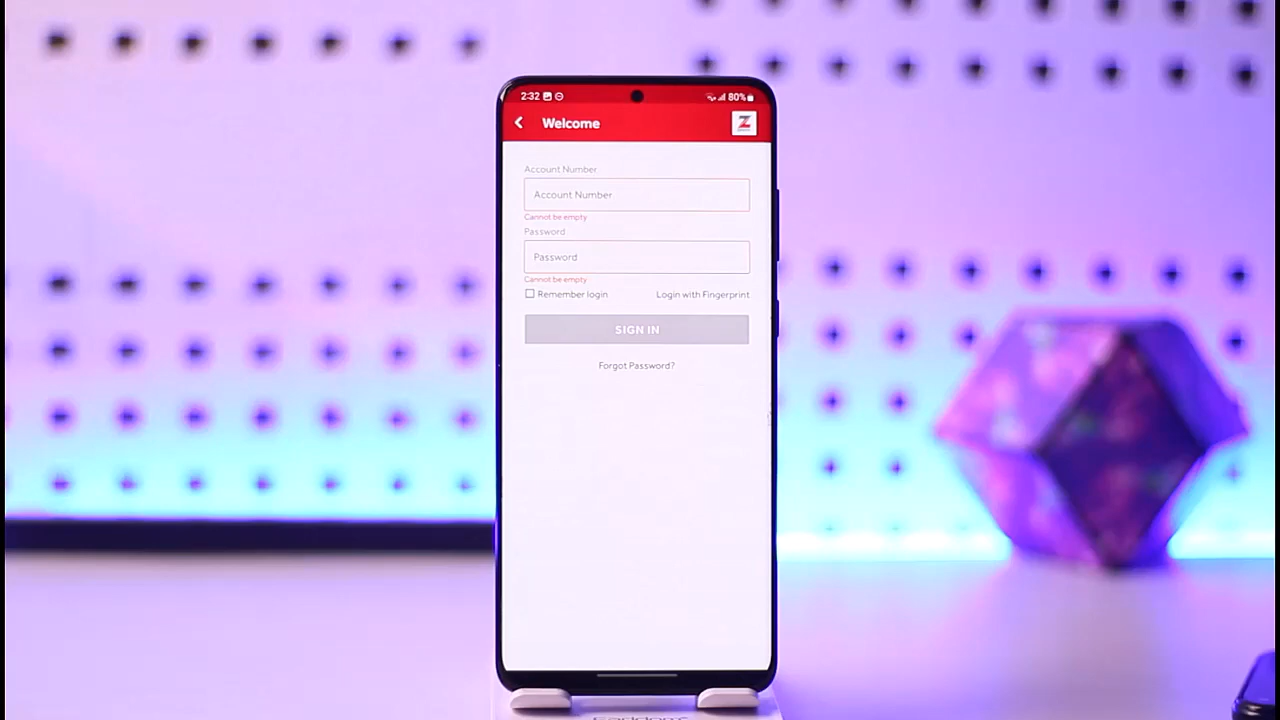 2:32 80%
Welcome
Z
Account Number
Account Number
Cannot be empty
Password
Password
Cannot be empty
Remember login Login with Fingerprint
SIGN IN
Forgot Password?